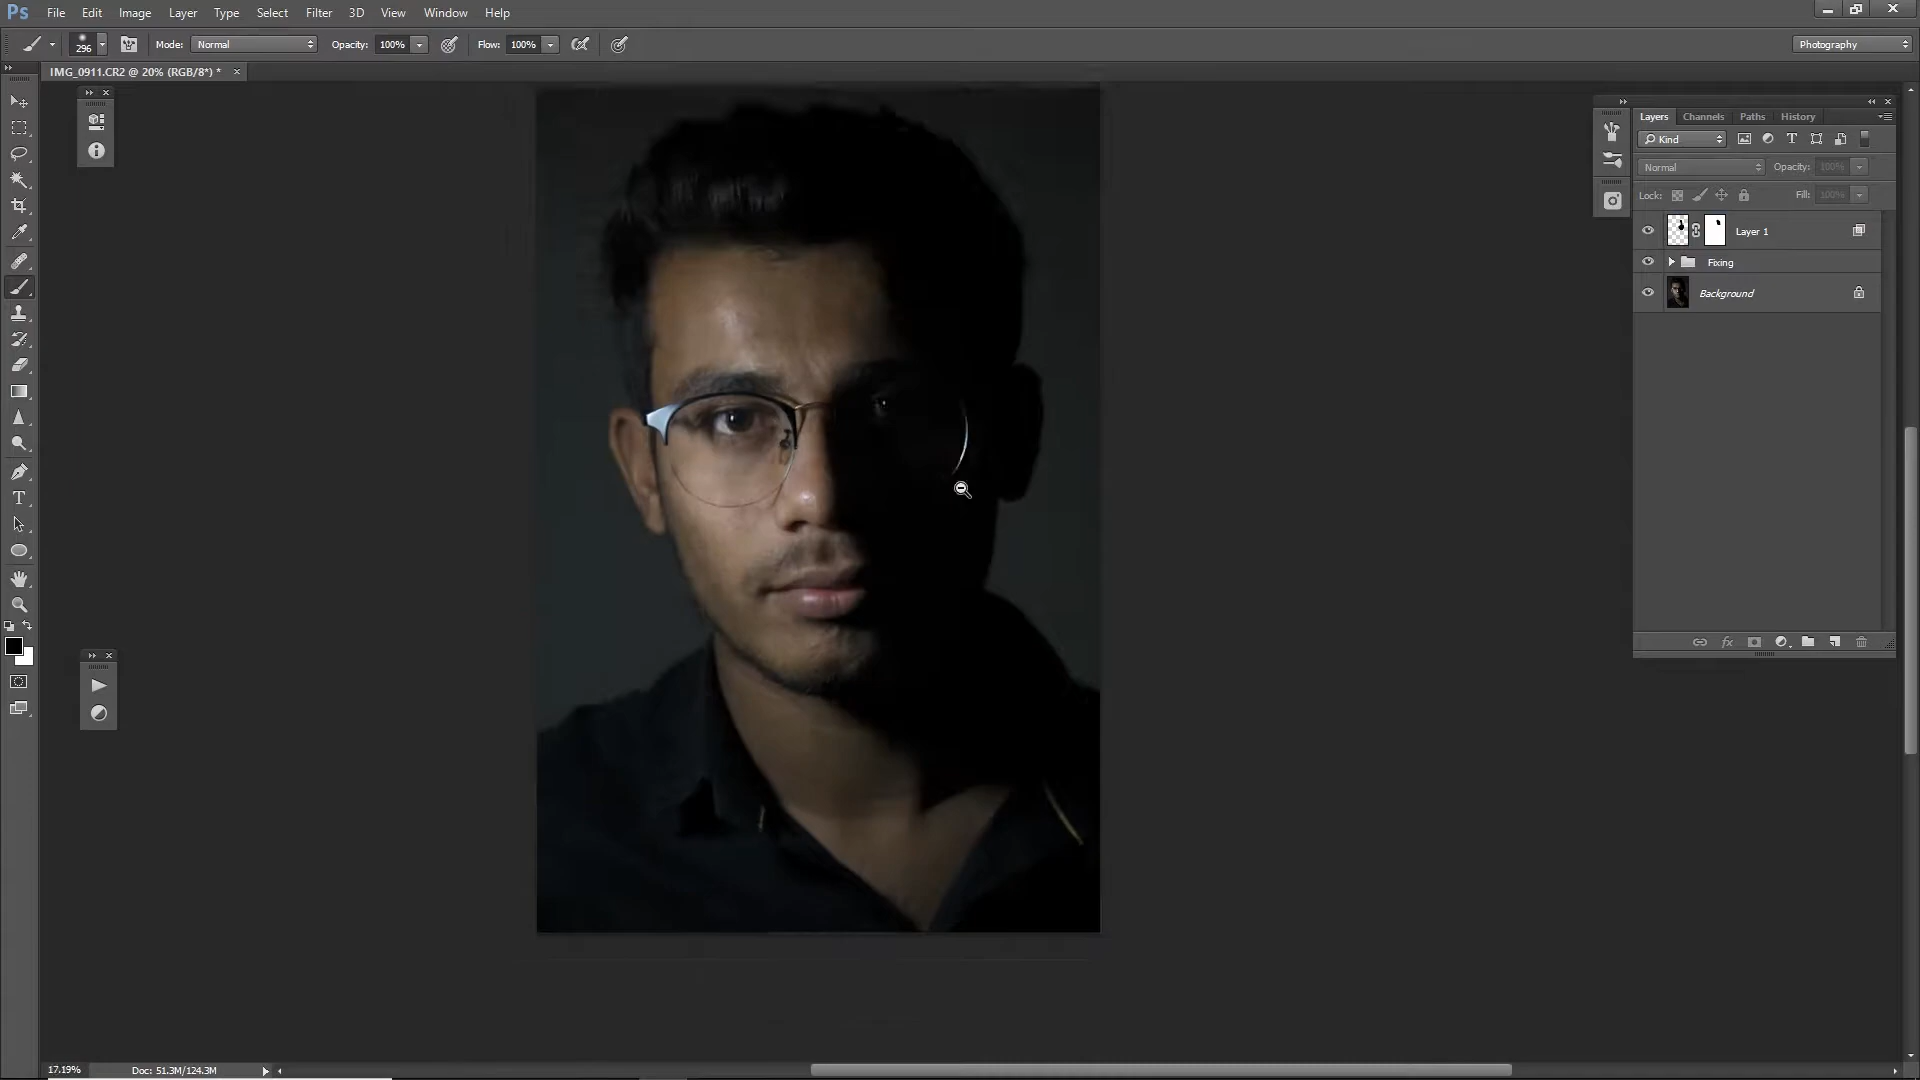 Ps File Edit Image Layer Type Select Filter 3D View Window Help
296 Mode: Normal Opacity: 100% Flow: 100% Photography
IMG_0911.CR2 @ 20% (RGB/8*) * ×
Layers Channels Paths History
Kind
Normal Opacity: 100%
Lock: Fill: 100%
Layer 1
Fixing
Background
17.19% Doc: 51.3M/124.3M